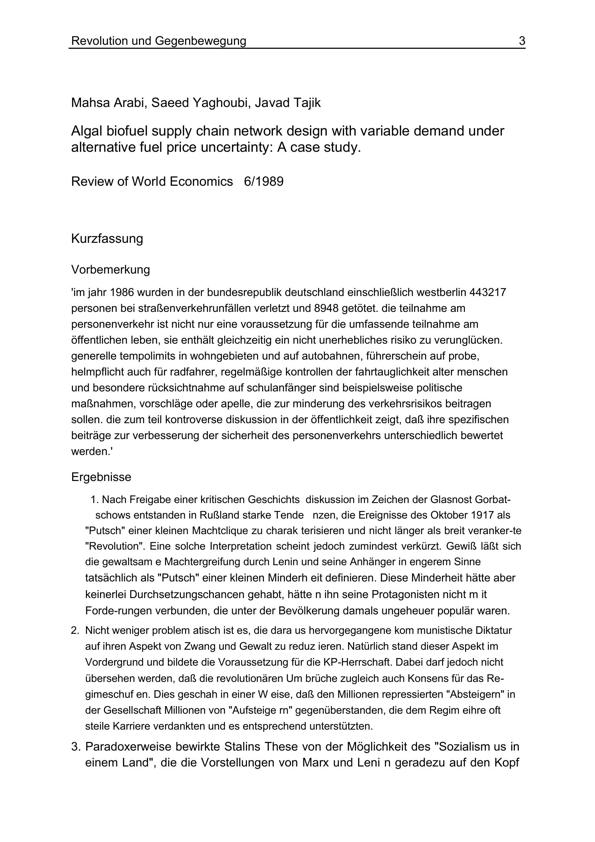 Revolution und Gegenbewegung 3
Mahsa Arabi, Saeed Yaghoubi, Javad Tajik
Algal biofuel supply chain network design with variable demand under
alternative fuel price uncertainty: A case study.
Review of World Economics 6/1989
Kurzfassung
Vorbemerkung
'im jahr 1986 wurden in der bundesrepublik deutschland einschließlich westberlin 443217
personen bei straßenverkehrunfällen verletzt und 8948 getötet. die teilnahme am
personenverkehr ist nicht nur eine voraussetzung für die umfassende teilnahme am
öffentlichen leben, sie enthält gleichzeitig ein nicht unerhebliches risiko zu verunglücken.
generelle tempolimits in wohngebieten und auf autobahnen, führerschein auf probe,
helmpflicht auch für radfahrer, regelmäßige kontrollen der fahrtauglichkeit alter menschen
und besondere rücksichtnahme auf schulanfänger sind beispielsweise politische
maßnahmen, vorschläge oder apelle, die zur minderung des verkehrsrisikos beitragen
sollen. die zum teil kontroverse diskussion in der öffentlichkeit zeigt, daß ihre spezifischen
beiträge zur verbesserung der sicherheit des personenverkehrs unterschiedlich bewertet
werden.'
Ergebnisse
1. Nach Freigabe einer kritischen Geschichts diskussion im Zeichen der Glasnost Gorbat-
schows entstanden in Rußland starke Tende nzen, die Ereignisse des Oktober 1917 als
"Putsch" einer kleinen Machtclique zu charak terisieren und nicht länger als breit veranker-te
"Revolution". Eine solche Interpretation scheint jedoch zumindest verkürzt. Gewiß läßt sich
die gewaltsam e Machtergreifung durch Lenin und seine Anhänger in engerem Sinne
tatsächlich als "Putsch" einer kleinen Minderh eit definieren. Diese Minderheit hätte aber
keinerlei Durchsetzungschancen gehabt, hätte n ihn seine Protagonisten nicht m it
Forde-rungen verbunden, die unter der Bevölkerung damals ungeheuer populär waren.
2. Nicht weniger problem atisch ist es, die dara us hervorgegangene kom munistische Diktatur
auf ihren Aspekt von Zwang und Gewalt zu reduz ieren. Natürlich stand dieser Aspekt im
Vordergrund und bildete die Voraussetzung für die KP-Herrschaft. Dabei darf jedoch nicht
übersehen werden, daß die revolutionären Um brüche zugleich auch Konsens für das Re-
gimeschuf en. Dies geschah in einer W eise, daß den Millionen repressierten "Absteigern" in
der Gesellschaft Millionen von "Aufsteige rn" gegenüberstanden, die dem Regim eihre oft
steile Karriere verdankten und es entsprechend unterstützten.
3. Paradoxerweise bewirkte Stalins These von der Möglichkeit des "Sozialism us in
einem Land", die die Vorstellungen von Marx und Leni n geradezu auf den Kopf